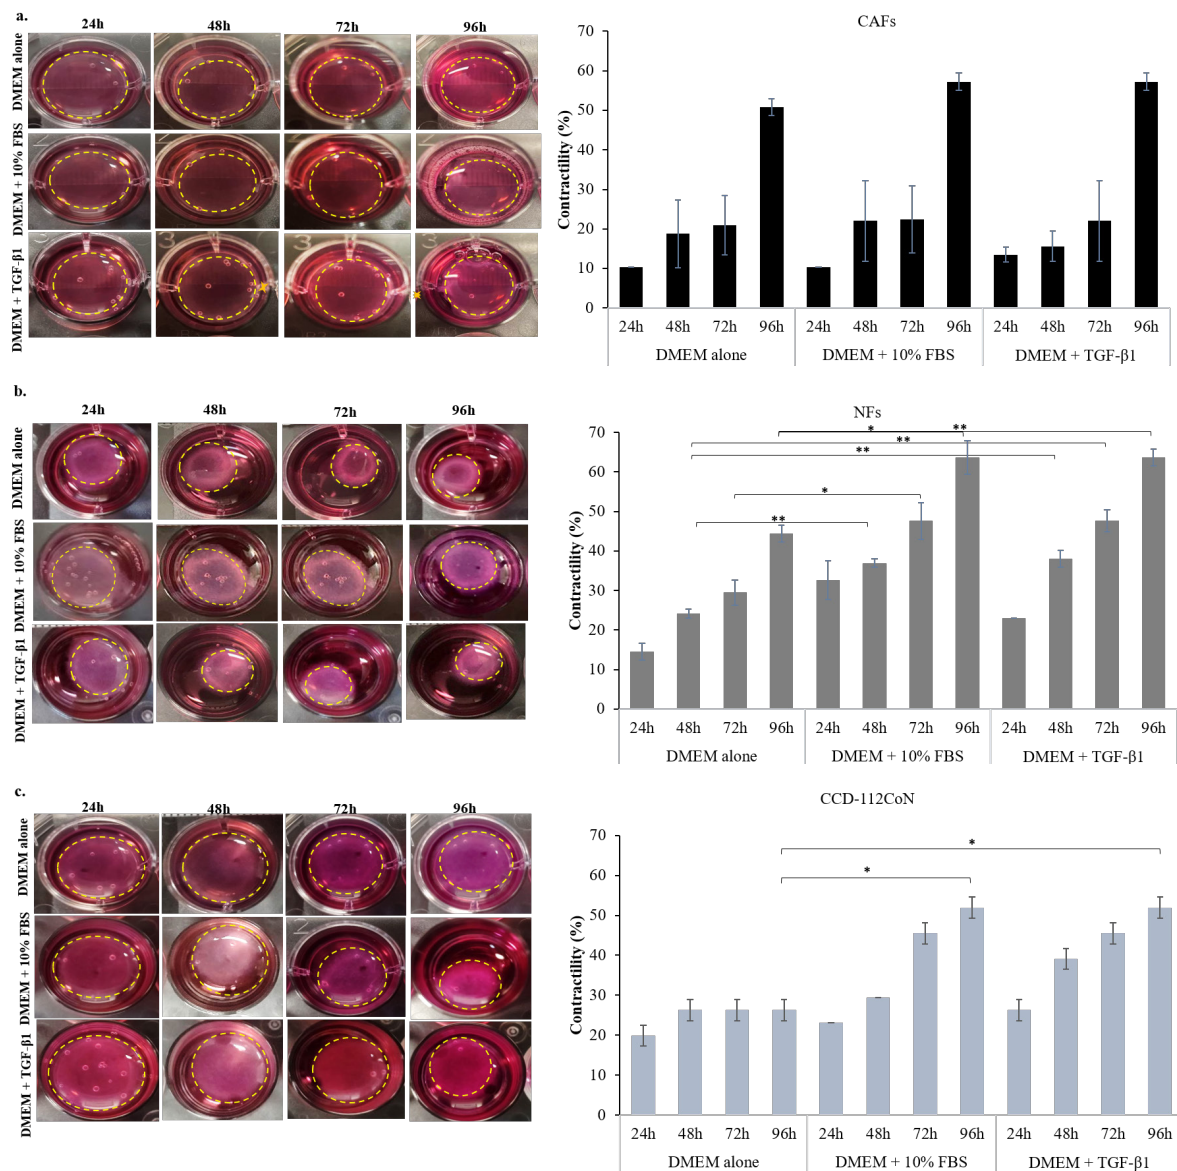 a.
24h 48h 72h 96h
DMEM alone
DMEM + 10% FBS
DMEM + TGF-β1
CAFs
Contractility (%)
70
60
50
40
30
20
10
0
24h 48h 72h 96h 24h 48h 72h 96h 24h 48h 72h 96h
DMEM alone DMEM + 10% FBS DMEM + TGF-β1
b.
24h 48h 72h 96h
DMEM alone
DMEM + 10% FBS
DMEM + TGF-β1
NFs
Contractility (%)
* **
**
**
*
**
70
60
50
40
30
20
10
0
24h 48h 72h 96h 24h 48h 72h 96h 24h 48h 72h 96h
DMEM alone DMEM + 10% FBS DMEM + TGF-β1
c.
24h 48h 72h 96h
DMEM alone
DMEM + 10% FBS
DMEM + TGF-β1
CCD-112CoN
Contractility (%)
*
*
70
60
50
40
30
20
10
0
24h 48h 72h 96h 24h 48h 72h 96h 24h 48h 72h 96h
DMEM alone DMEM + 10% FBS DMEM + TGF-β1